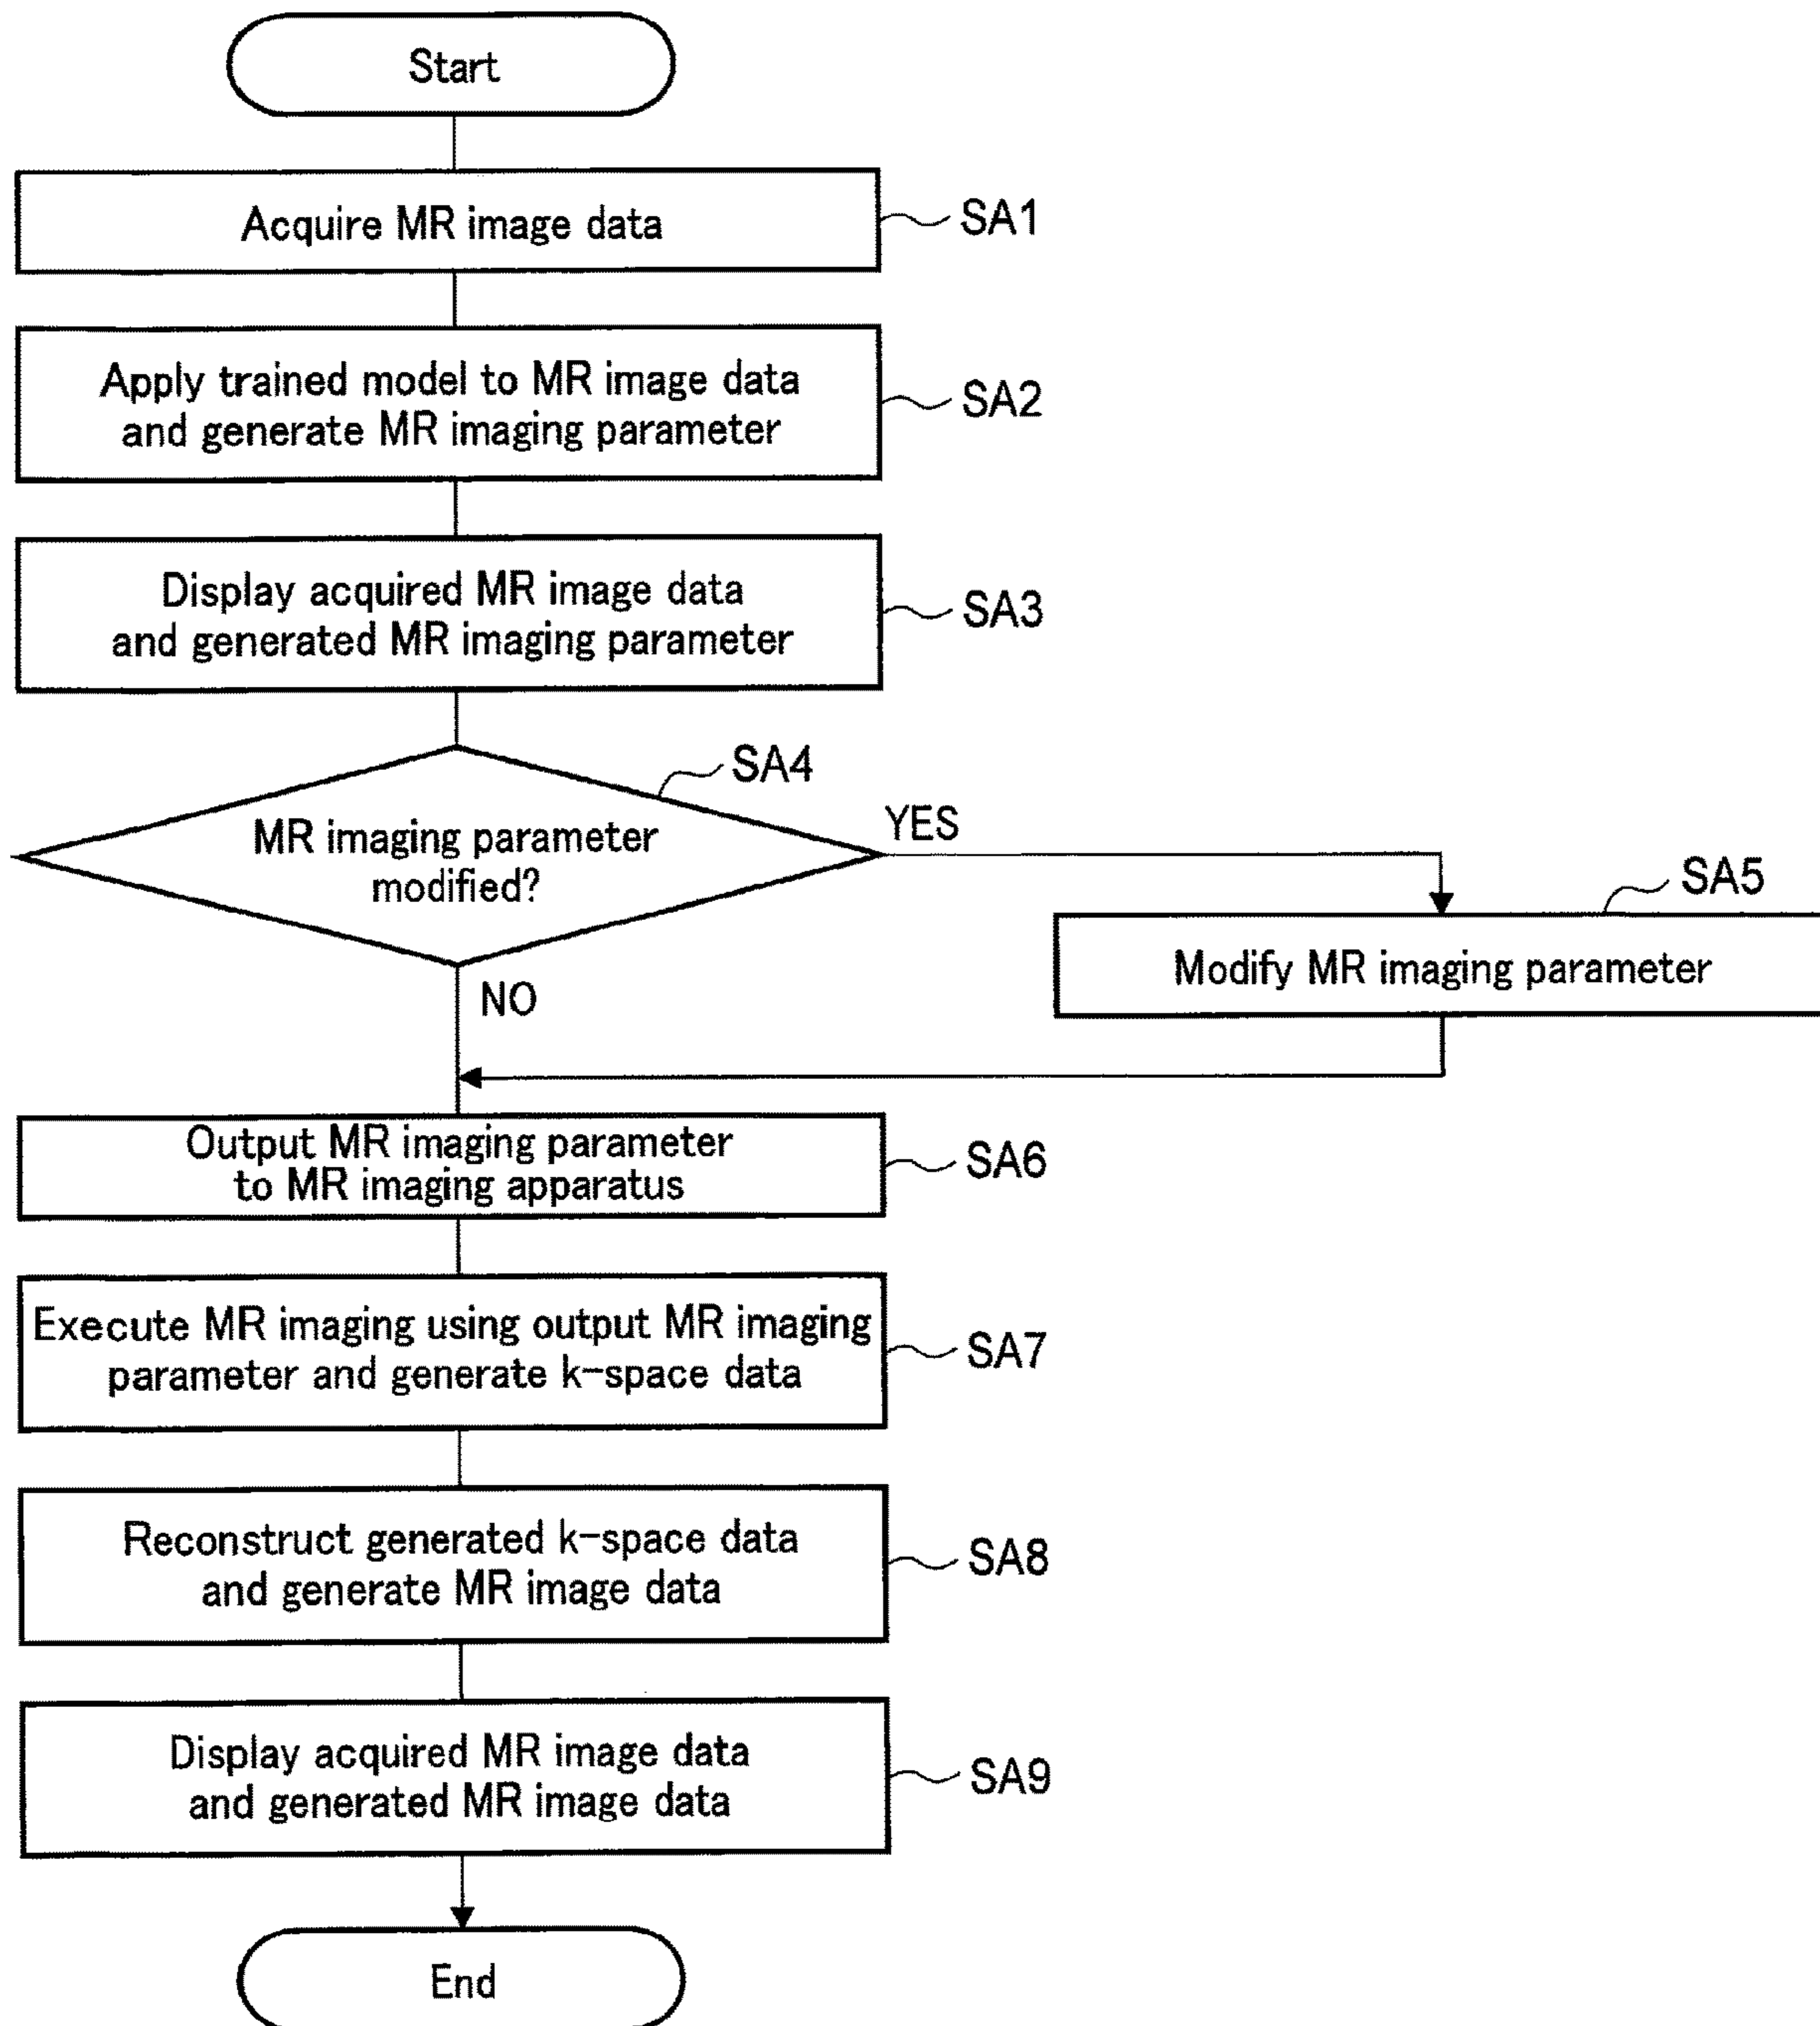 Start
Acquire MR image data
SA1
Apply trained model to MR image data
and generate MR imaging parameter
SA2
Display acquired MR image data
and generated MR imaging parameter
SA3
SA4
MR imaging parameter
modified?
YES
SA5
Modify MR imaging parameter
NO
Output MR imaging parameter
to MR imaging apparatus
SA6
Execute MR imaging using output MR imaging
parameter and generate k-space data
SA7
Reconstruct generated k-space data
and generate MR image data
SA8
Display acquired MR image data
and generated MR image data
SA9
End